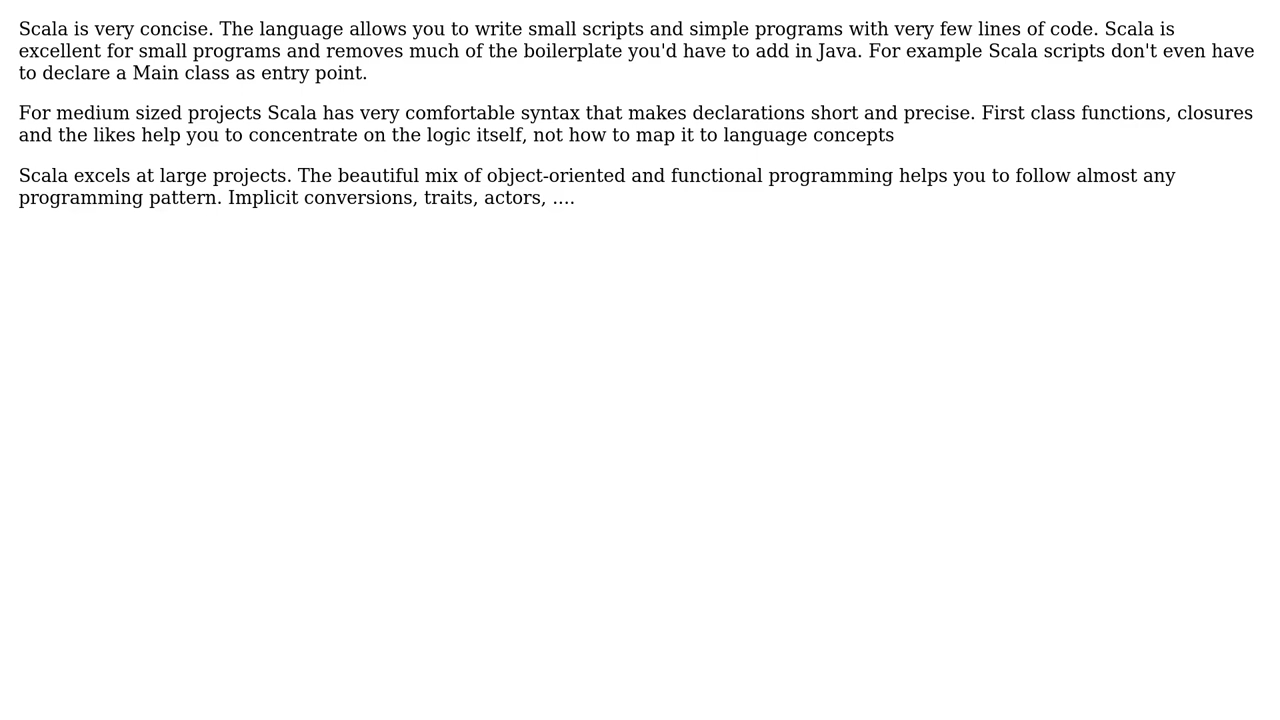 Scala is very concise. The language allows you to write small scripts and simple programs with very few lines of code. Scala is
excellent for small programs and removes much of the boilerplate you'd have to add in Java. For example Scala scripts don't even have
to declare a Main class as entry point.
For medium sized projects Scala has very comfortable syntax that makes declarations short and precise. First class functions, closures
and the likes help you to concentrate on the logic itself, not how to map it to language concepts
Scala excels at large projects. The beautiful mix of object-oriented and functional programming helps you to follow almost any
programming pattern. Implicit conversions, traits, actors, ....